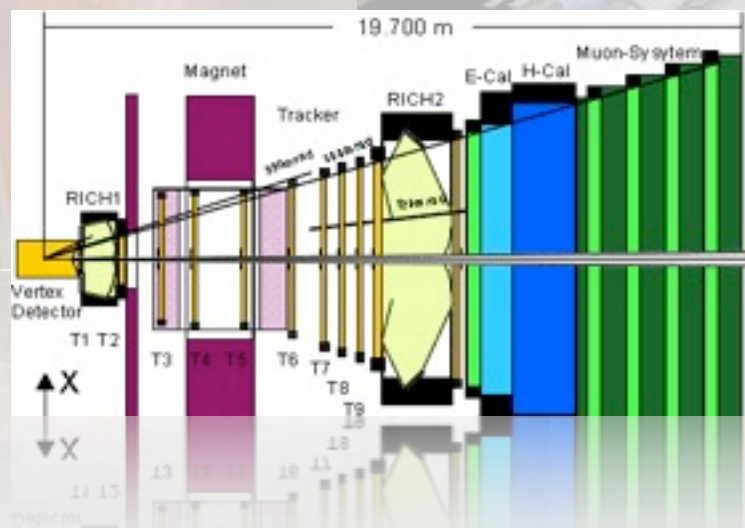 19.700 m
Magnet
Muon-Sysytem
E-Cal H-Cal
RICH2
Tracker
RICH1
Vertex
Detector
T1 T2
T3 T4 T5 T6 T7
T8
T9
X
X